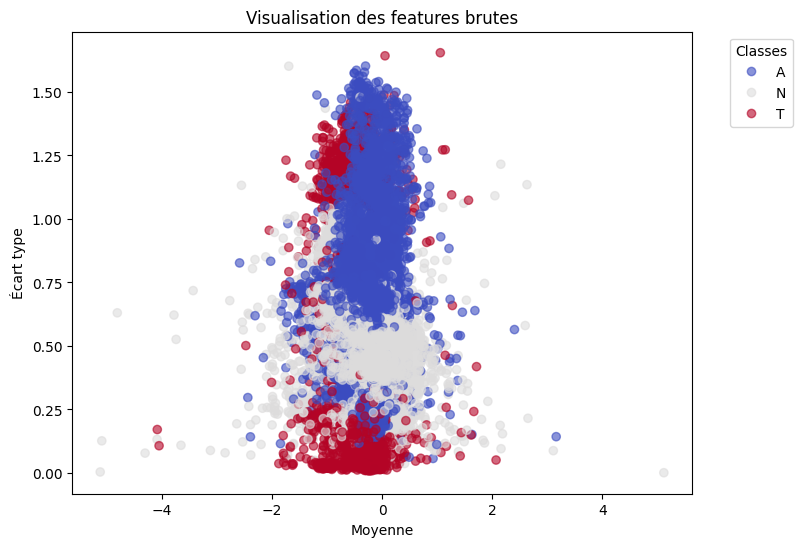 Visualisation des features brutes
Classes
A
N
T
Écart type
1.50
1.25
1.00
0.75
0.50
0.25
0.00
−4
−2
0
2
4
Moyenne